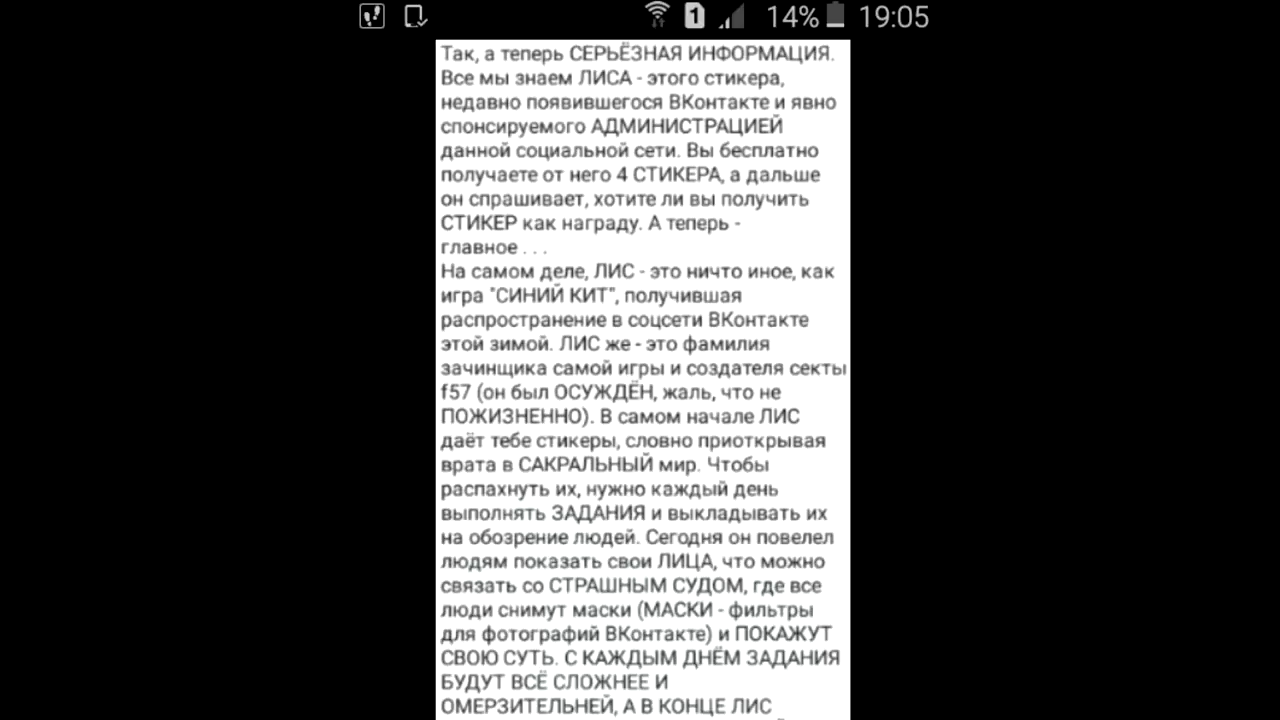 1 14% 19:05
Так, а теперь СЕРЬЁЗНАЯ ИНФОРМАЦИЯ.
Все мы знаем ЛИСА - этого стикера,
недавно появившегося ВКонтакте и явно
спонсируемого АДМИНИСТРАЦИЕЙ
данной социальной сети. Вы бесплатно
получаете от него 4 СТИКЕРА, а дальше
он спрашивает, хотите ли вы получить
СТИКЕР как награду. А теперь -
главное . . .
На самом деле, ЛИС - это ничто иное, как
игра "СИНИЙ КИТ", получившая
распространение в соцсети ВКонтакте
этой зимой. ЛИС же - это фамилия
зачинщика самой игры и создателя секты
f57 (он был ОСУЖДЁН, жаль, что не
ПОЖИЗНЕННО). В самом начале ЛИС
даёт тебе стикеры, словно приоткрывая
врата в САКРАЛЬНЫЙ мир. Чтобы
распахнуть их, нужно каждый день
выполнять ЗАДАНИЯ и выкладывать их
на обозрение людей. Сегодня он повелел
людям показать свои ЛИЦА, что можно
связать со СТРАШНЫМ СУДОМ, где все
люди снимут маски (МАСКИ - фильтры
для фотографий ВКонтакте) и ПОКАЖУТ
СВОЮ СУТЬ. С КАЖДЫМ ДНЁМ ЗАДАНИЯ
БУДУТ ВСЁ СЛОЖНЕЕ И
ОМЕРЗИТЕЛЬНЕЙ, А В КОНЦЕ ЛИС